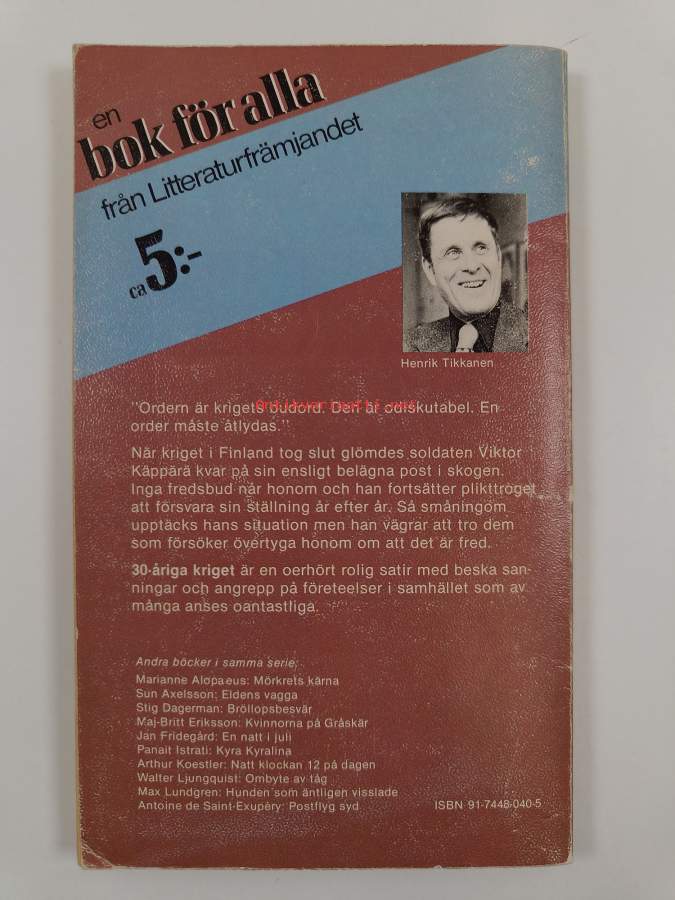 en
bok för alla
från Litteraturfrämjandet
ca 5:-
Henrik Tikkanen
"Ordern är krigets budord. Den är odiskutabel. En
order måste åtlydas."
När kriget i Finland tog slut glömdes soldaten Viktor
Käppärä kvar på sin ensligt belägna post i skogen.
Inga fredsbud når honom och han fortsätter plikttroget
att försvara sin ställning år efter år. Så småningom
upptäcks hans situation men han vägrar att tro dem
som försöker övertyga honom om att det är fred.
30-åriga kriget är en oerhört rolig satir med beska san-
ningar och angrepp på företeelser i samhället som av
många anses oantastliga.
Andra böcker i samma serie:
Marianne Alopaeus: Mörkrets kärna
Sun Axelsson: Eldens vagga
Stig Dagerman: Bröllopsbesvär
Maj-Britt Eriksson: Kvinnorna på Gråskär
Jan Fridegård: En natt i juli
Panait Istrati: Kyra Kyralina
Arthur Koestler: Natt klockan 12 på dagen
Walter Ljungquist: Ombyte av tåg
Max Lundgren: Hunden som äntligen visslade
Antoine de Saint-Exupéry: Postflyg syd
ISBN 91-7448-040-5